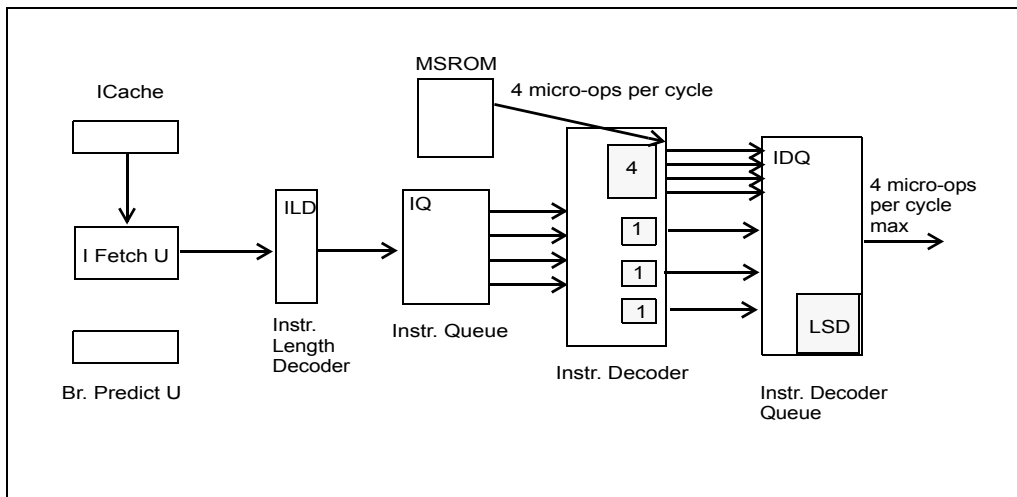 MSROM
ICache
4 micro-ops per cycle
4
IDQ
4 micro-ops
per cycle
max
ILD
IQ
1
I Fetch U
1
1
LSD
Instr.
Length
Decoder
Instr. Queue
Instr. Decoder
Br. Predict U
Instr. Decoder
Queue